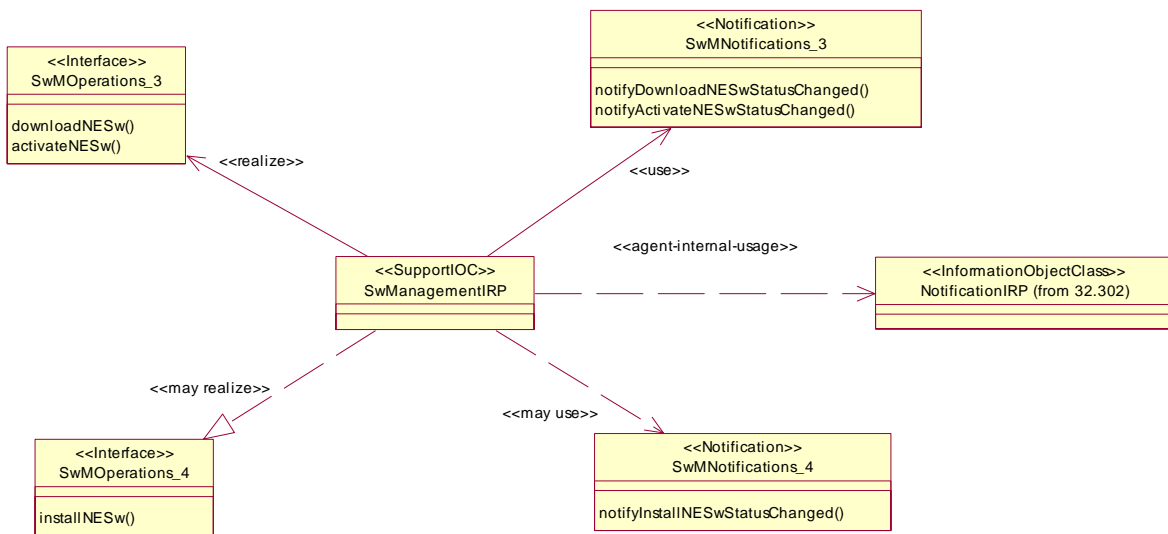 <<Notification>>
SwMNotifications_3
notifyDownloadNESwStatusChanged()
notifyActivateNESwStatusChanged()
<<Interface>>
SwMOperations_3
downloadNESw()
activateNESw()
<<realize>>
<<use>>
<<agent-internal-usage>>
<<SupportIOC>>
SwManagementIRP
<<InformationObjectClass>>
NotificationIRP (from 32.302)
<<may realize>>
<<may use>>
<<Interface>>
SwMOperations_4
installNESw()
<<Notification>>
SwMNotifications_4
notifyInstallNESwStatusChanged()